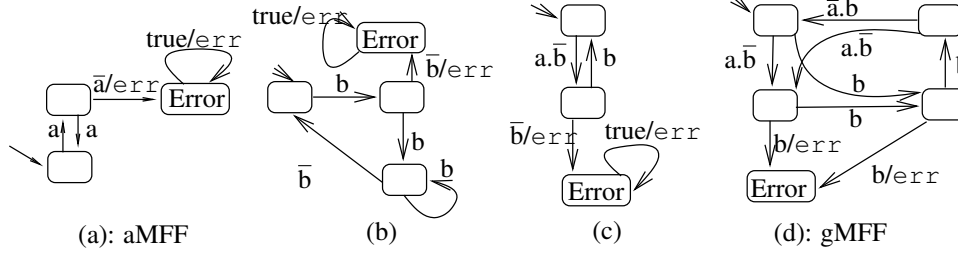 true/err
Error
a̅/err
a
a
(a): aMFF
true/err
Error
b̅/err
b
b
b
b̅
(b)
a.b̅
b
b̅/err
true/err
Error
(c)
a̅.b
a.b̅
a.b̅
b
b
b/err
b/err
Error
(d): gMFF